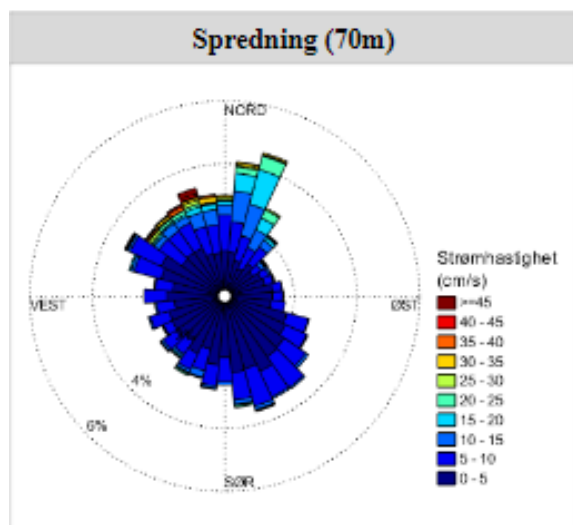 Spredning (70m)
NORD
VEST
ØST
4%
6%
SØR
Strømhastighet
(cm/s)
>=45
40 - 45
35 - 40
30 - 35
25 - 30
20 - 25
15 - 20
10 - 15
5 - 10
0 - 5